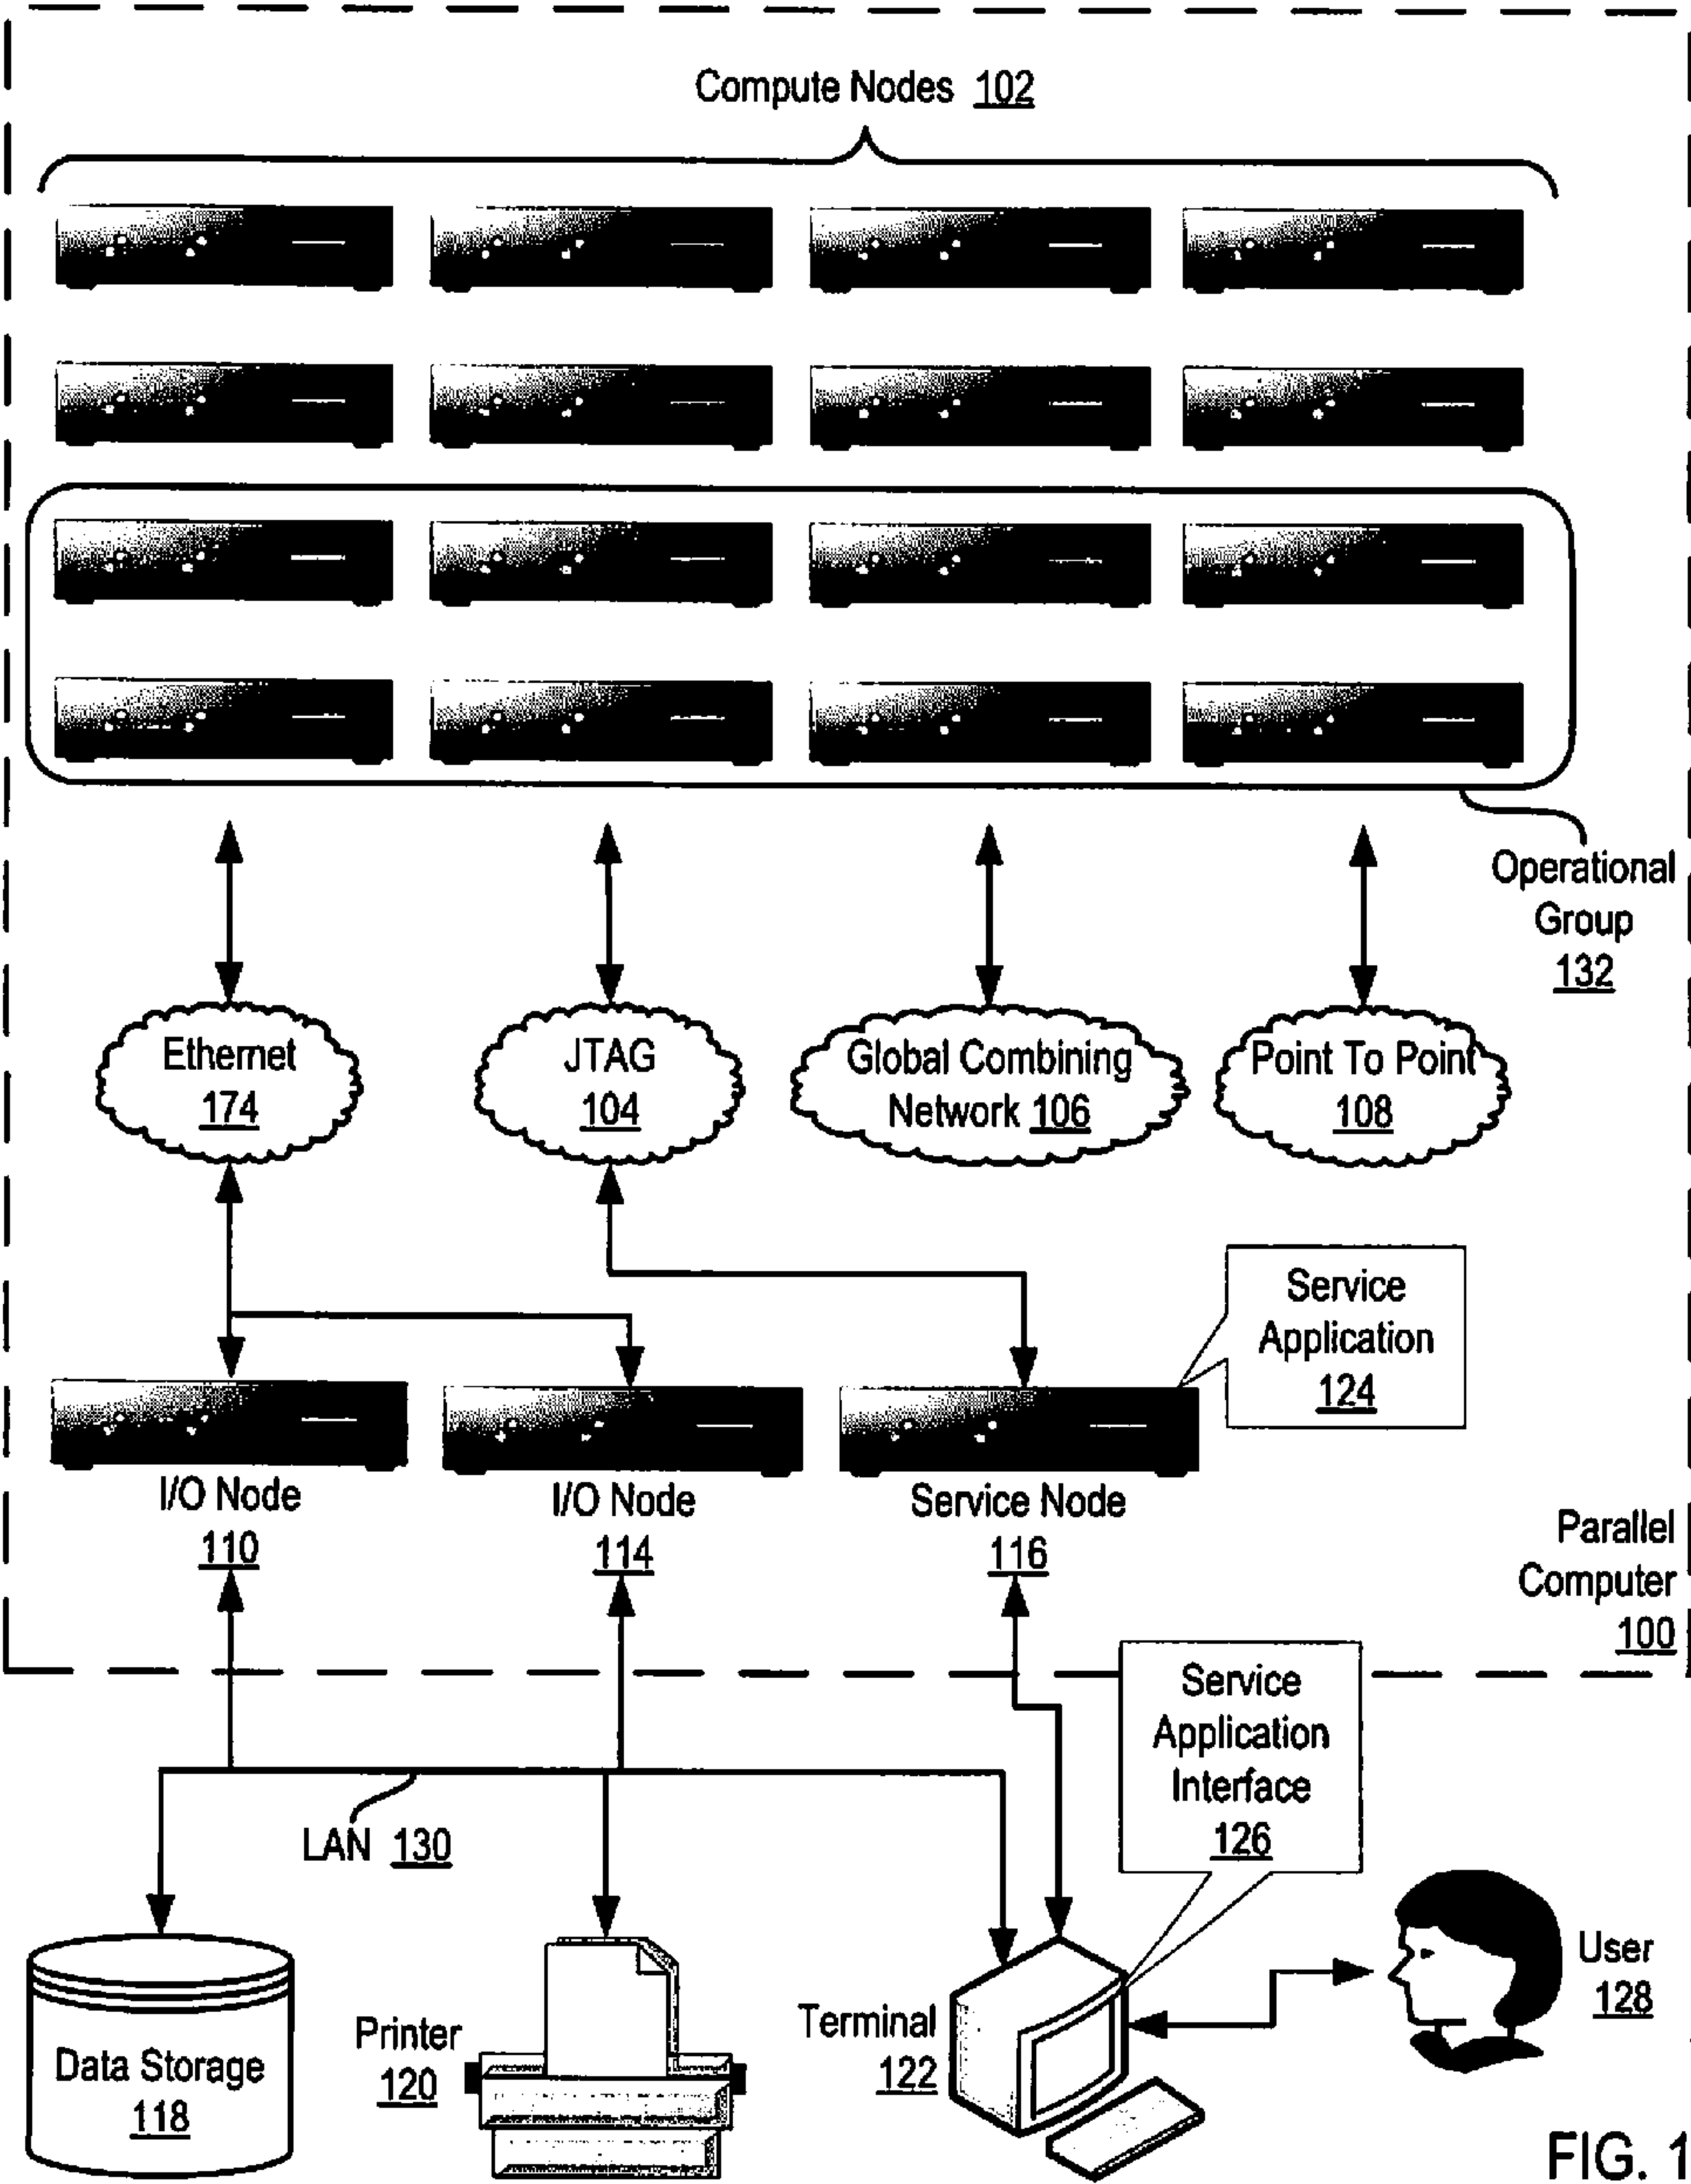 Compute Nodes 102
Operational
Group
132
Ethernet
174
JTAG
104
Global Combining
Network 106
Point To Point
108
Service
Application
124
I/O Node
110
I/O Node
114
Service Node
116
Parallel
Computer
100
Service
Application
Interface
126
LAN 130
Data Storage
118
Printer
120
Terminal
122
User
128
FIG. 1